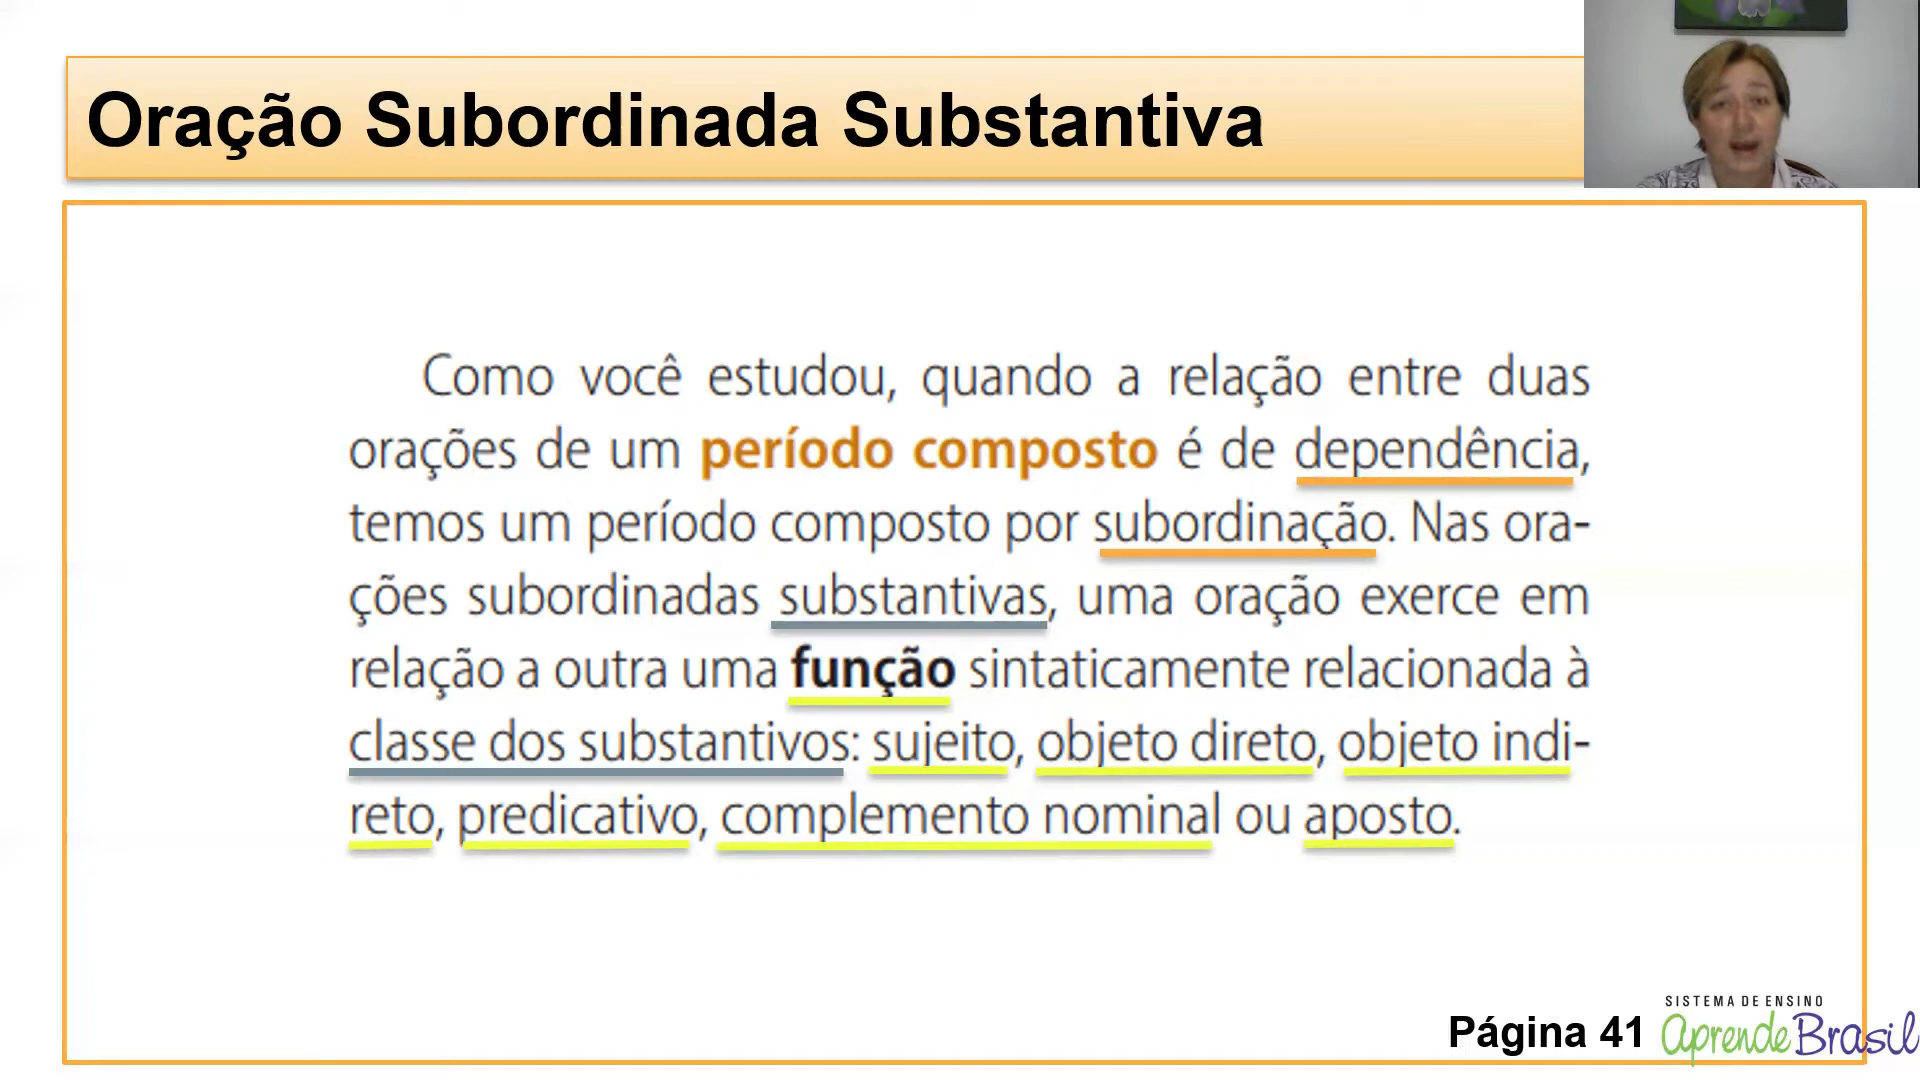 Oração Subordinada Substantiva
Como você estudou, quando a relação entre duas
orações de um período composto é de dependência,
temos um período composto por subordinação. Nas ora-
ções subordinadas substantivas, uma oração exerce em
relação a outra uma função sintaticamente relacionada à
classe dos substantivos: sujeito, objeto direto, objeto indi-
reto, predicativo, complemento nominal ou aposto.
Página 41
SISTEMA DE ENSINO
aprende Brasil